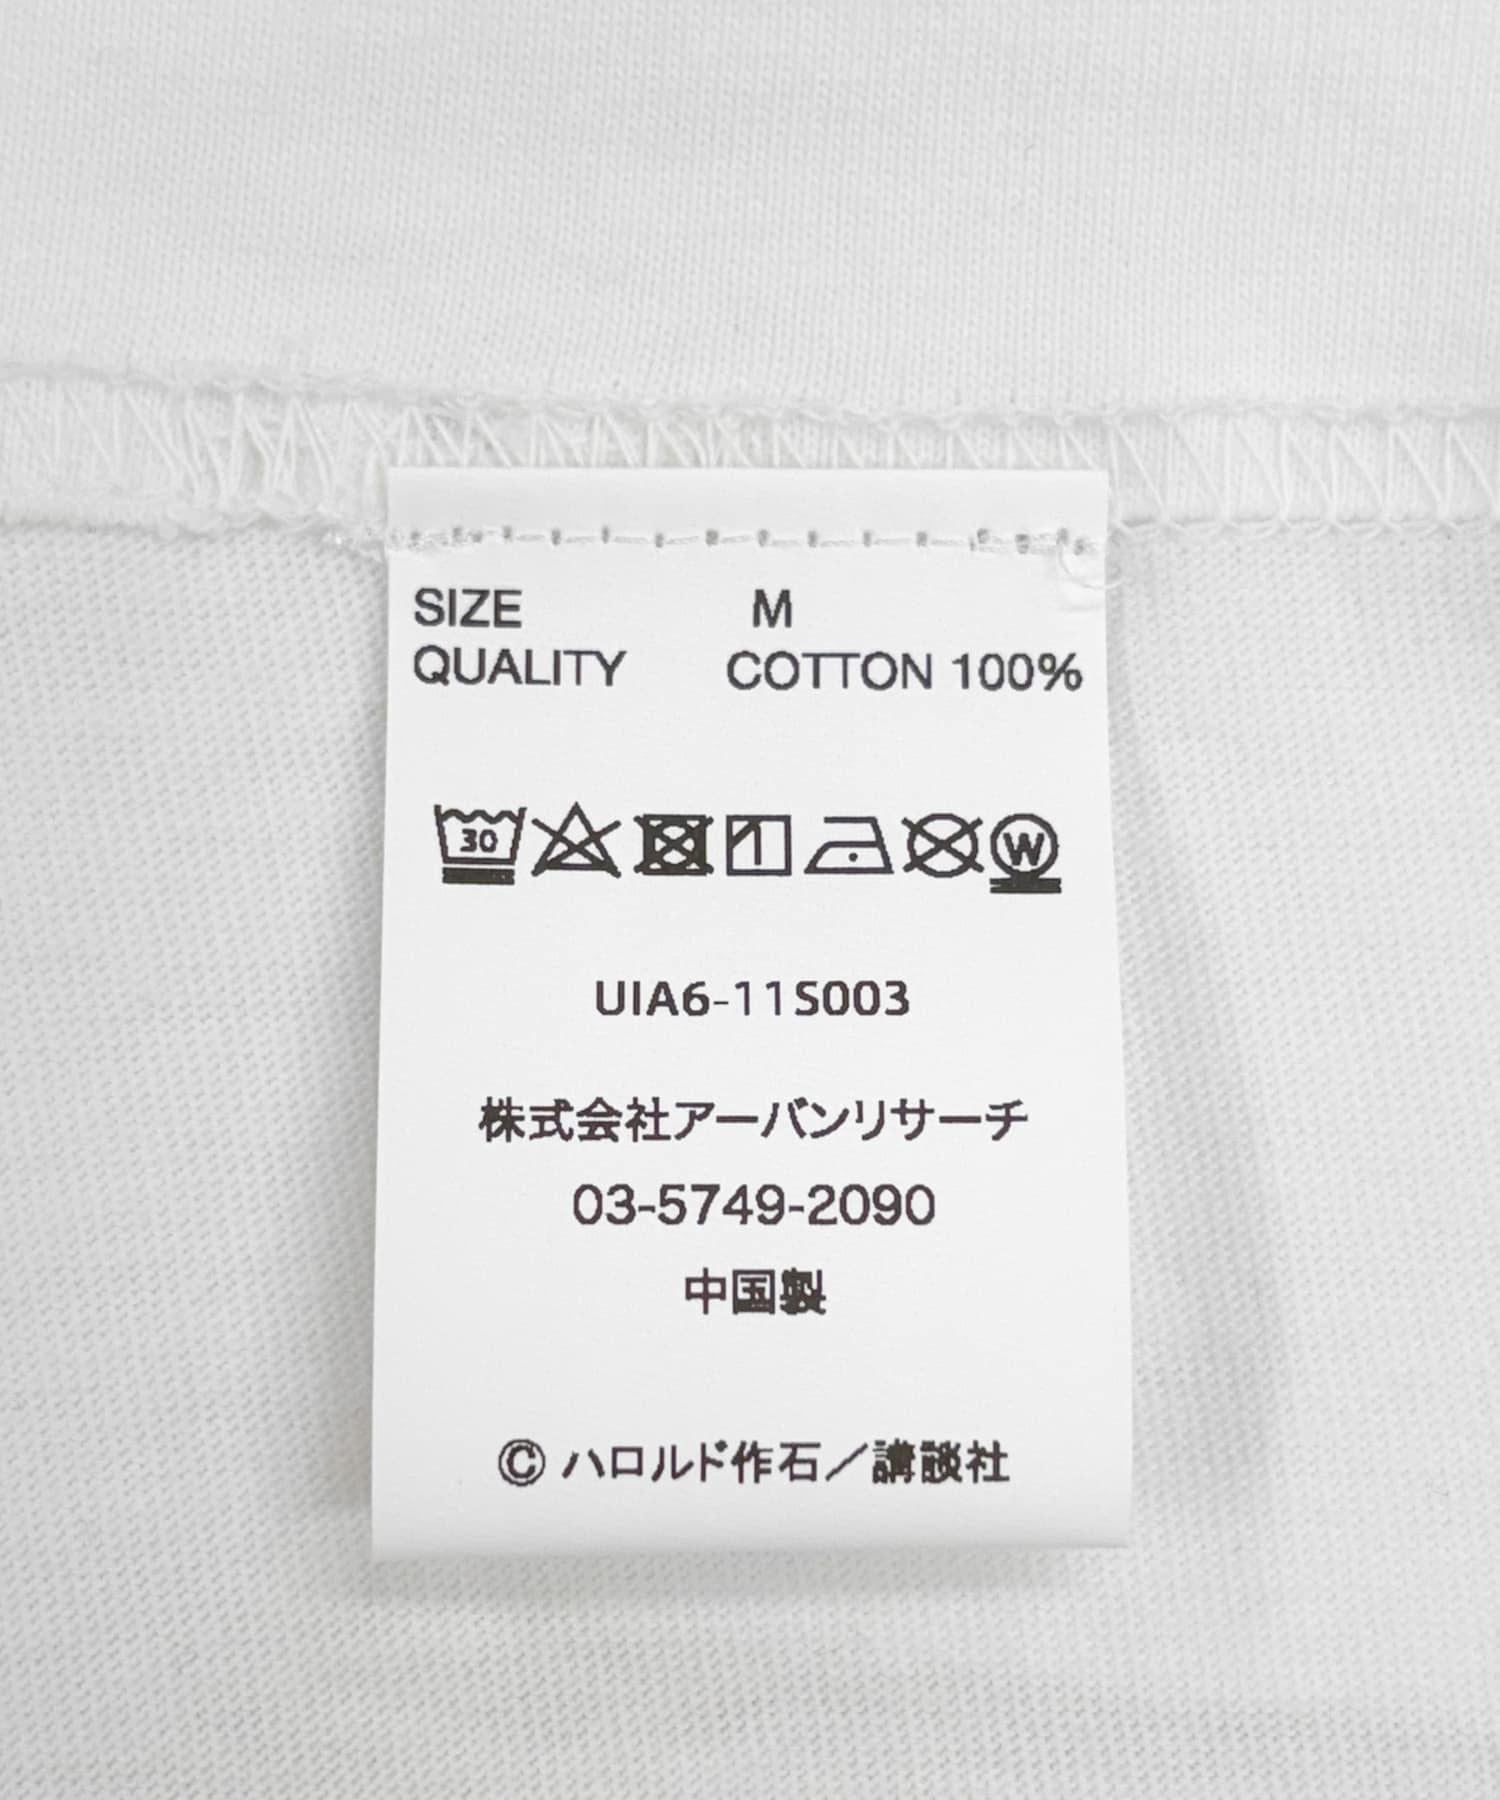 SIZE M
QUALITY COTTON 100%
30 W
UIA6-11S003
株式会社アーバンリサーチ
03-5749-2090
中国製
© ハロルド作石／講談社